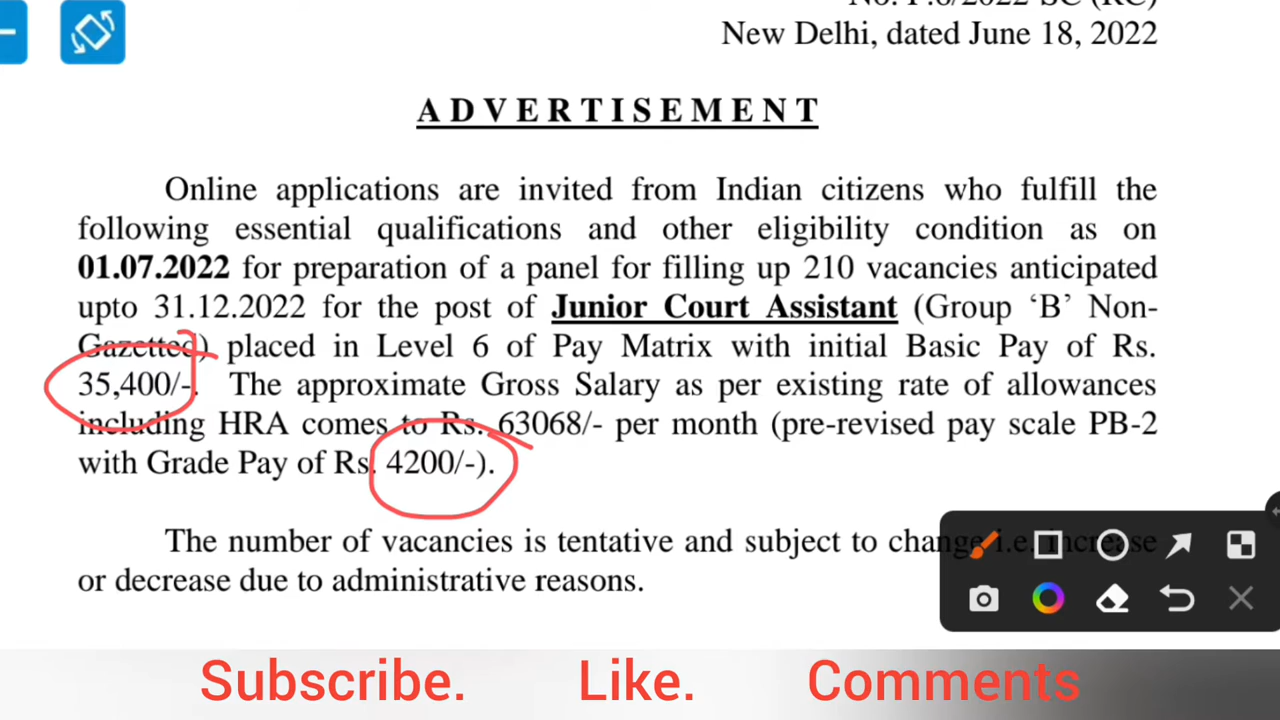 New Delhi, dated June 18, 2022
ADVERTISEMENT
Online applications are invited from Indian citizens who fulfill the
following essential qualifications and other eligibility condition as on
01.07.2022 for preparation of a panel for filling up 210 vacancies anticipated
upto 31.12.2022 for the post of Junior Court Assistant (Group ‘B’ Non-
Gazetted) placed in Level 6 of Pay Matrix with initial Basic Pay of Rs.
35,400/-. The approximate Gross Salary as per existing rate of allowances
including HRA comes to Rs. 63068/- per month (pre-revised pay scale PB-2
with Grade Pay of Rs. 4200/-).
The number of vacancies is tentative and subject to change i.e. increase
or decrease due to administrative reasons.
Subscribe. Like. Comments